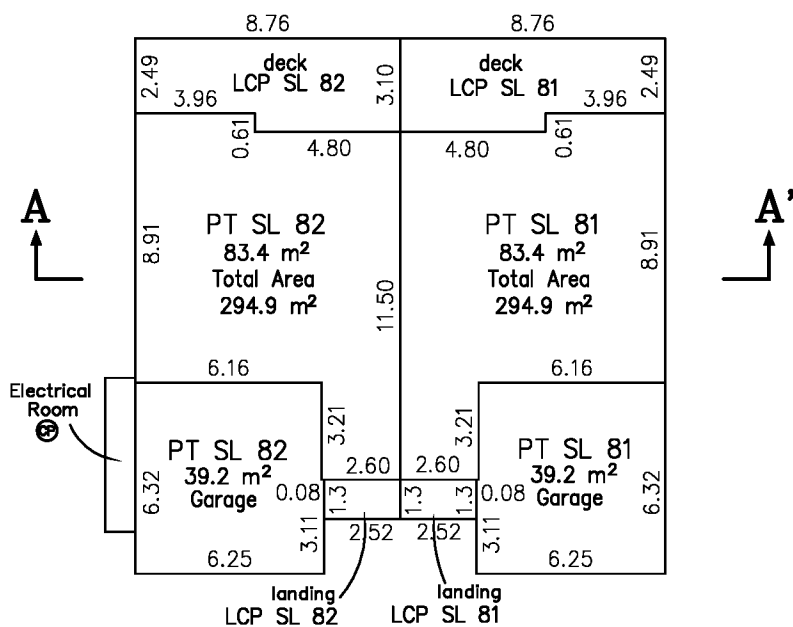 8.76 8.76
deck
LCP SL 82
deck
LCP SL 81
2.49 3.10 2.49
3.96 3.96
0.61 4.80 4.80 0.61
A A'
PT SL 82
83.4 m²
Total Area
294.9 m²
PT SL 81
83.4 m²
Total Area
294.9 m²
8.91 11.50 8.91
6.16 6.16
Electrical
Room
CP
3.21 3.21
PT SL 82
39.2 m²
Garage
PT SL 81
39.2 m²
Garage
2.60 2.60
6.32 0.08 1.3 1.3 1.3 0.08 6.32
3.11 2.52 2.52 3.11
6.25 6.25
landing
LCP SL 82
landing
LCP SL 81